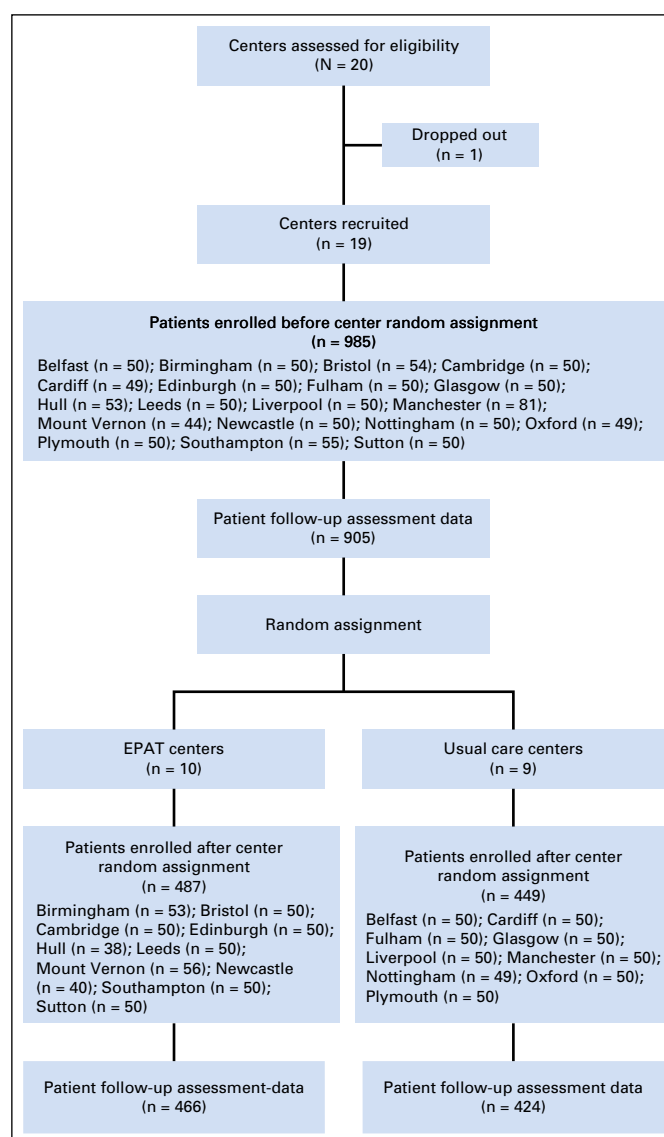 Centers assessed for eligibility
(N = 20)
Dropped out
(n = 1)
Centers recruited
(n = 19)
Patients enrolled before center random assignment
(n = 985)
Belfast (n = 50); Birmingham (n = 50); Bristol (n = 54); Cambridge (n = 50);
Cardiff (n = 49); Edinburgh (n = 50); Fulham (n = 50); Glasgow (n = 50);
Hull (n = 53); Leeds (n = 50); Liverpool (n = 50); Manchester (n = 81);
Mount Vernon (n = 44); Newcastle (n = 50); Nottingham (n = 50); Oxford (n = 49);
Plymouth (n = 50); Southampton (n = 55); Sutton (n = 50)
Patient follow-up assessment data
(n = 905)
Random assignment
EPAT centers
(n = 10)
Usual care centers
(n = 9)
Patients enrolled after center
random assignment
(n = 487)
Birmingham (n = 53); Bristol (n = 50);
Cambridge (n = 50); Edinburgh (n = 50);
Hull (n = 38); Leeds (n = 50);
Mount Vernon (n = 56); Newcastle
(n = 40); Southampton (n = 50);
Sutton (n = 50)
Patients enrolled after center
random assignment
(n = 449)
Belfast (n = 50); Cardiff (n = 50);
Fulham (n = 50); Glasgow (n = 50);
Liverpool (n = 50); Manchester (n = 50);
Nottingham (n = 49); Oxford (n = 50);
Plymouth (n = 50)
Patient follow-up assessment-data
(n = 466)
Patient follow-up assessment data
(n = 424)